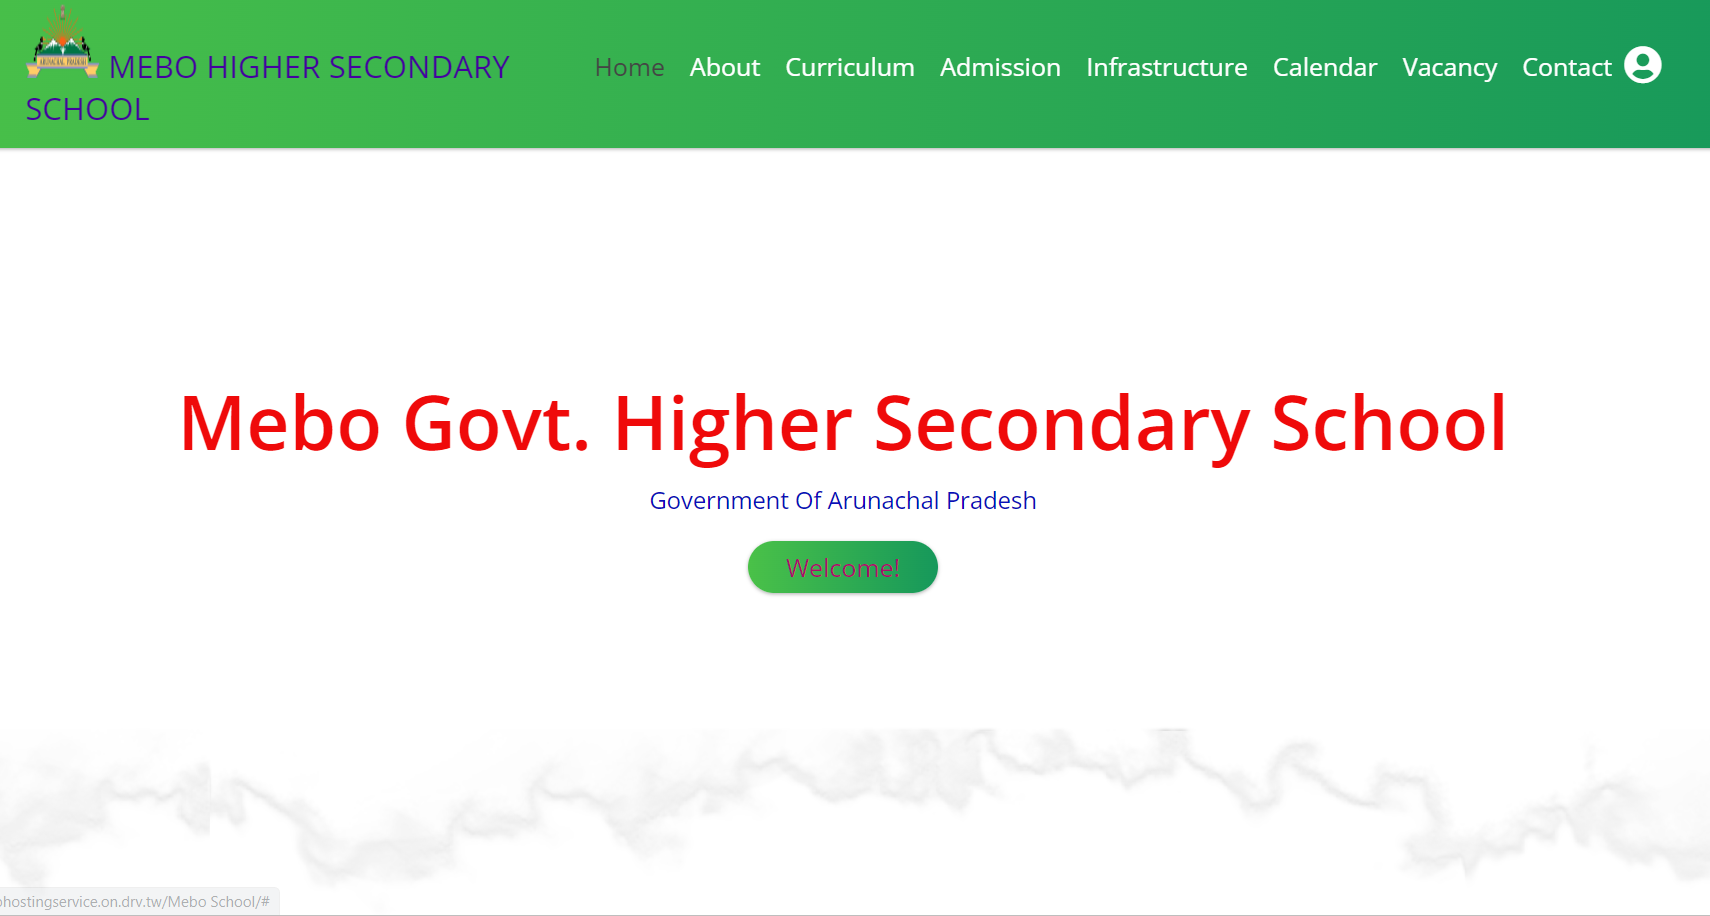 ARUNACHAL PRADESH
MEBO HIGHER SECONDARY
SCHOOL
Home About Curriculum Admission Infrastructure Calendar Vacancy Contact
Mebo Govt. Higher Secondary School
Government Of Arunachal Pradesh
Welcome!
hostingservice.on.drv.tw/Mebo School/#